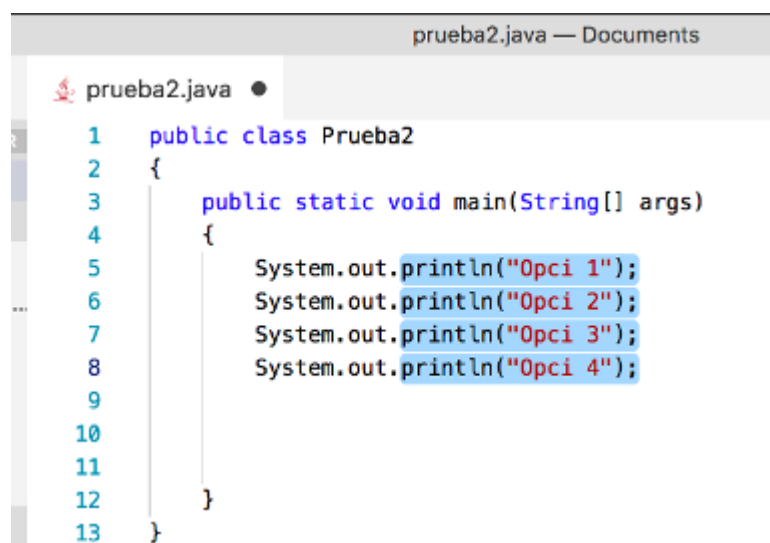 prueba2.java — Documents
prueba2.java
1 public class Prueba2
2 {
3     public static void main(String[] args)
4     {
5         System.out.println("Opci 1");
6         System.out.println("Opci 2");
7         System.out.println("Opci 3");
8         System.out.println("Opci 4");
9
10
11
12     }
13 }